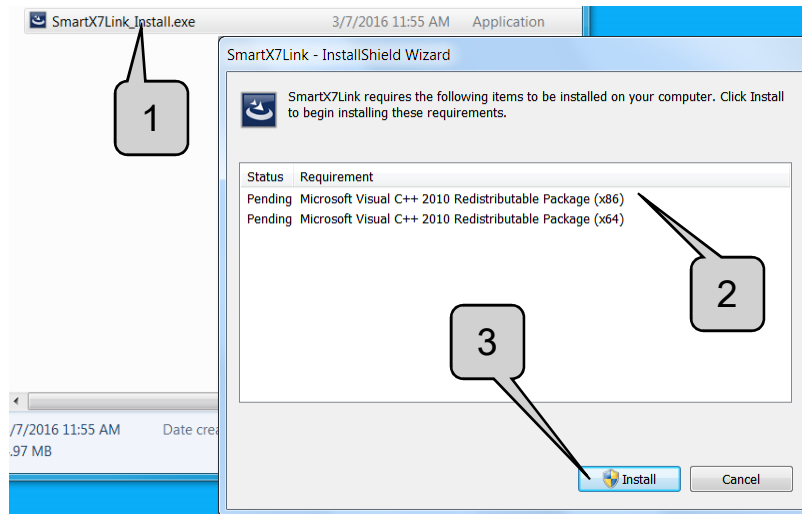 SmartX7Link_Install.exe 3/7/2016 11:55 AM Application
SmartX7Link - InstallShield Wizard
1
SmartX7Link requires the following items to be installed on your computer. Click Install
to begin installing these requirements.
Status Requirement
Pending Microsoft Visual C++ 2010 Redistributable Package (x86)
Pending Microsoft Visual C++ 2010 Redistributable Package (x64)
2
3
/7/2016 11:55 AM Date crea
.97 MB
Install Cancel